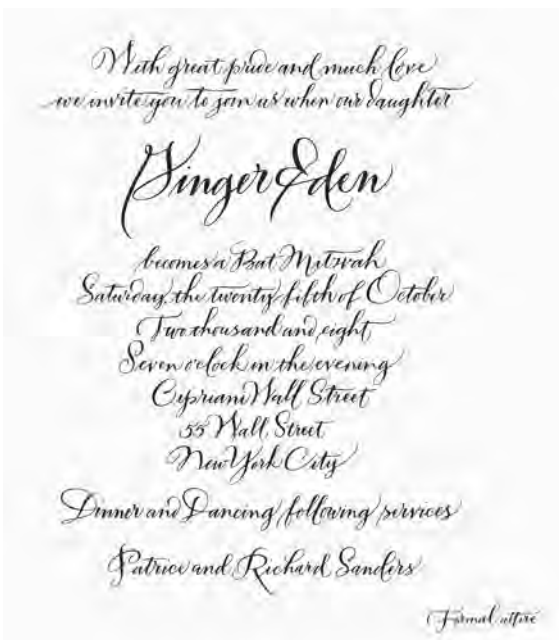 With great pride and much love
we invite you to join us when our daughter
Ginger Eden
becomes a Bat Mitzvah
Saturday, the twenty fifth of October
Two thousand and eight
Seven o'clock in the evening
Cipriani Wall Street
55 Wall Street
New York City
Dinner and Dancing following services
Patrice and Richard Sanders
Formal attire